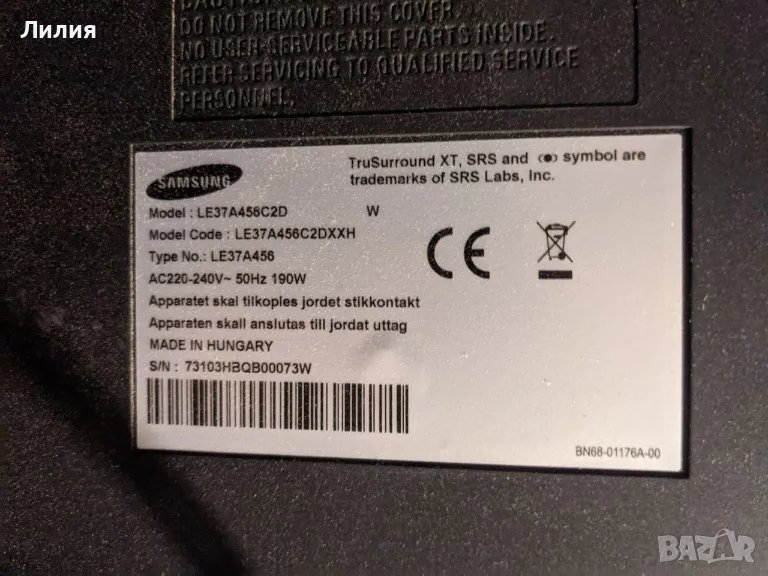 Лилия
CAUTION
DO NOT REMOVE THIS COVER.
NO USER-SERVICEABLE PARTS INSIDE.
REFER SERVICING TO QUALIFIED SERVICE
PERSONNEL.
SAMSUNG
TruSurround XT, SRS and (●) symbol are
trademarks of SRS Labs, Inc.
Model : LE37A456C2D W
Model Code : LE37A456C2DXXH
Type No.: LE37A456
AC220-240V~ 50Hz 190W
Apparatet skal tilkoples jordet stikkontakt
Apparaten skall anslutas till jordat uttag
MADE IN HUNGARY
S/N : 73103HBQB00073W
CE
BN68-01176A-00
BAZAR